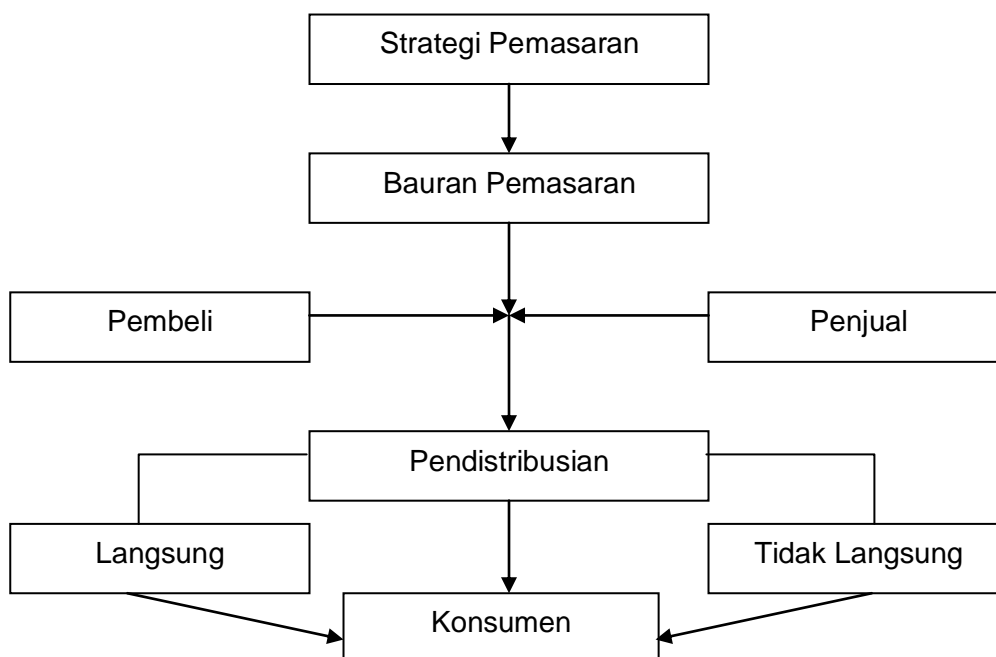 Strategi Pemasaran
Bauran Pemasaran
Pembeli
Penjual
Pendistribusian
Langsung
Tidak Langsung
Konsumen